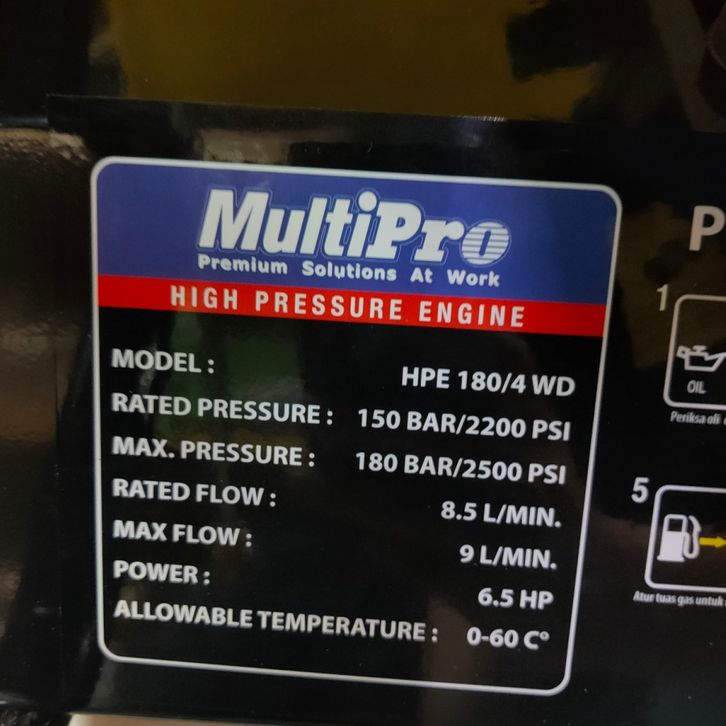 MultiPro
Premium Solutions At Work
HIGH PRESSURE ENGINE
MODEL : HPE 180/4 WD
RATED PRESSURE : 150 BAR/2200 PSI
MAX. PRESSURE : 180 BAR/2500 PSI
RATED FLOW : 8.5 L/MIN.
MAX FLOW : 9 L/MIN.
POWER : 6.5 HP
ALLOWABLE TEMPERATURE : 0-60 C°
P
1
OIL
Periksa oli
5
Atur tuas gas untuk